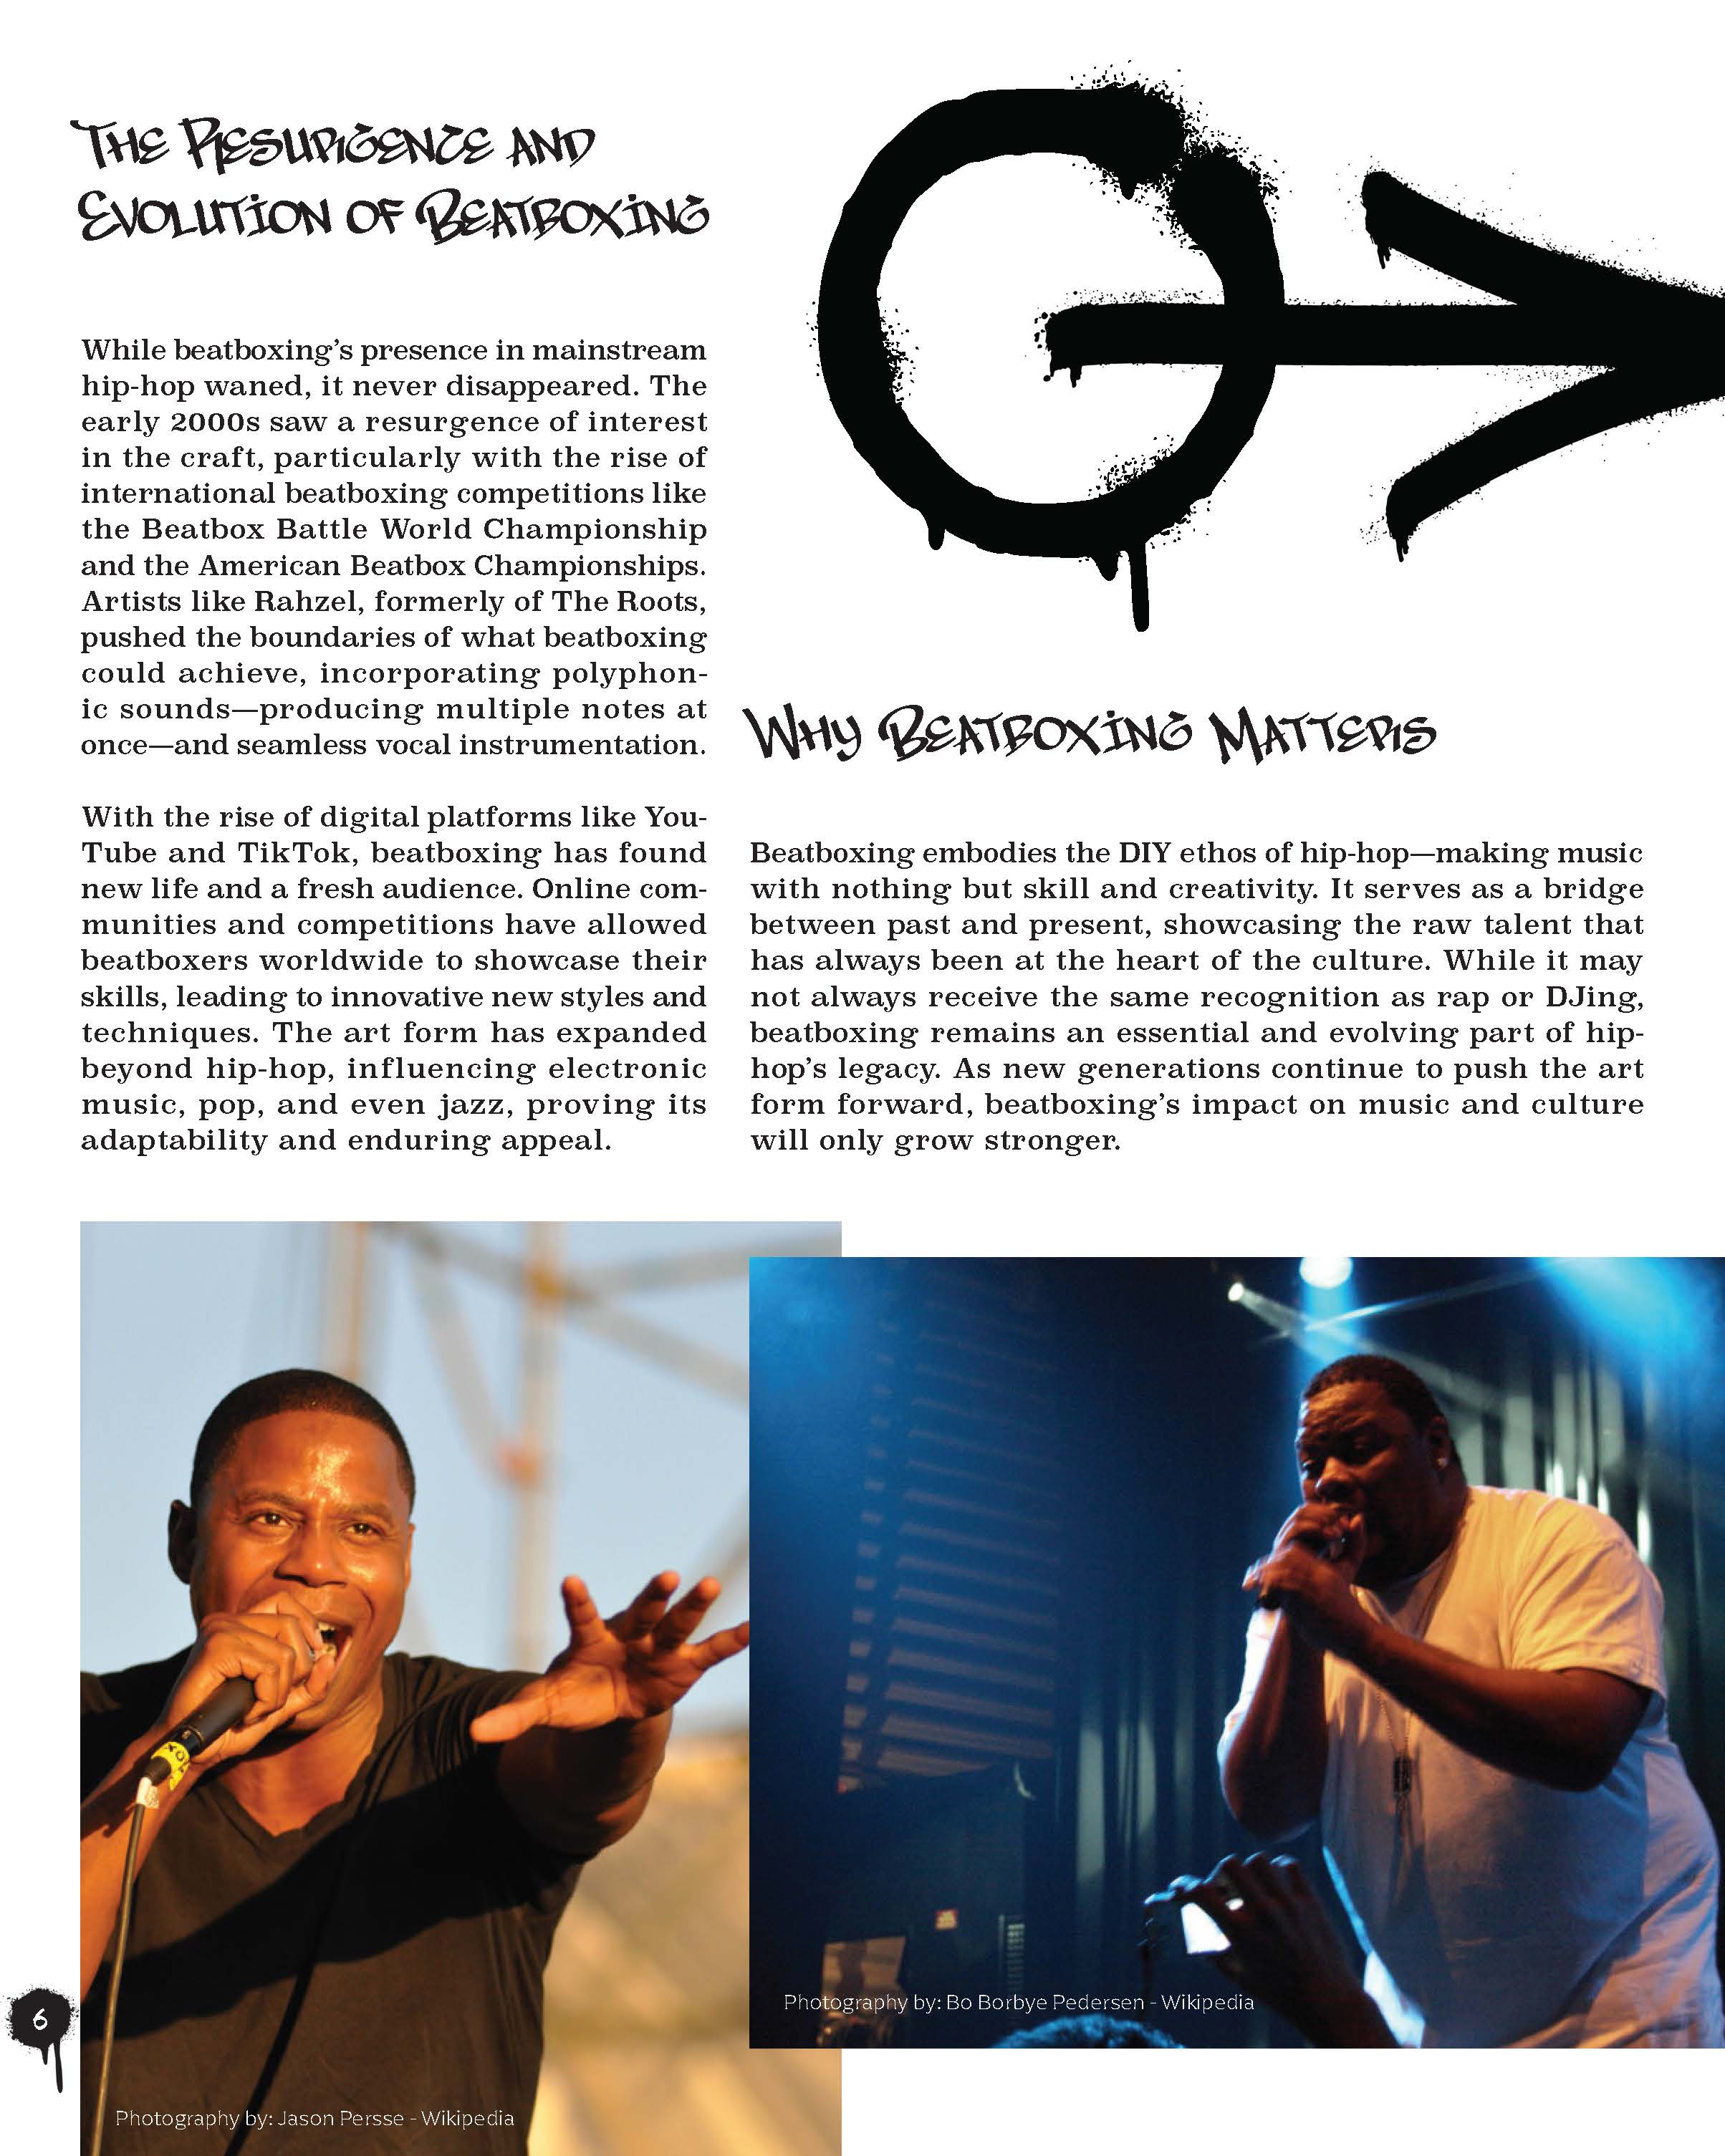 The Resurgence and
Evolution of Beatboxing
While beatboxing’s presence in mainstream
hip-hop waned, it never disappeared. The
early 2000s saw a resurgence of interest
in the craft, particularly with the rise of
international beatboxing competitions like
the Beatbox Battle World Championship
and the American Beatbox Championships.
Artists like Rahzel, formerly of The Roots,
pushed the boundaries of what beatboxing
could achieve, incorporating polyphon-
ic sounds—producing multiple notes at
once—and seamless vocal instrumentation.
With the rise of digital platforms like You-
Tube and TikTok, beatboxing has found
new life and a fresh audience. Online com-
munities and competitions have allowed
beatboxers worldwide to showcase their
skills, leading to innovative new styles and
techniques. The art form has expanded
beyond hip-hop, influencing electronic
music, pop, and even jazz, proving its
adaptability and enduring appeal.
Why Beatboxing Matters
Beatboxing embodies the DIY ethos of hip-hop—making music
with nothing but skill and creativity. It serves as a bridge
between past and present, showcasing the raw talent that
has always been at the heart of the culture. While it may
not always receive the same recognition as rap or DJing,
beatboxing remains an essential and evolving part of hip-
hop’s legacy. As new generations continue to push the art
form forward, beatboxing’s impact on music and culture
will only grow stronger.
Photography by: Bo Borbye Pedersen - Wikipedia
6
Photography by: Jason Persse - Wikipedia